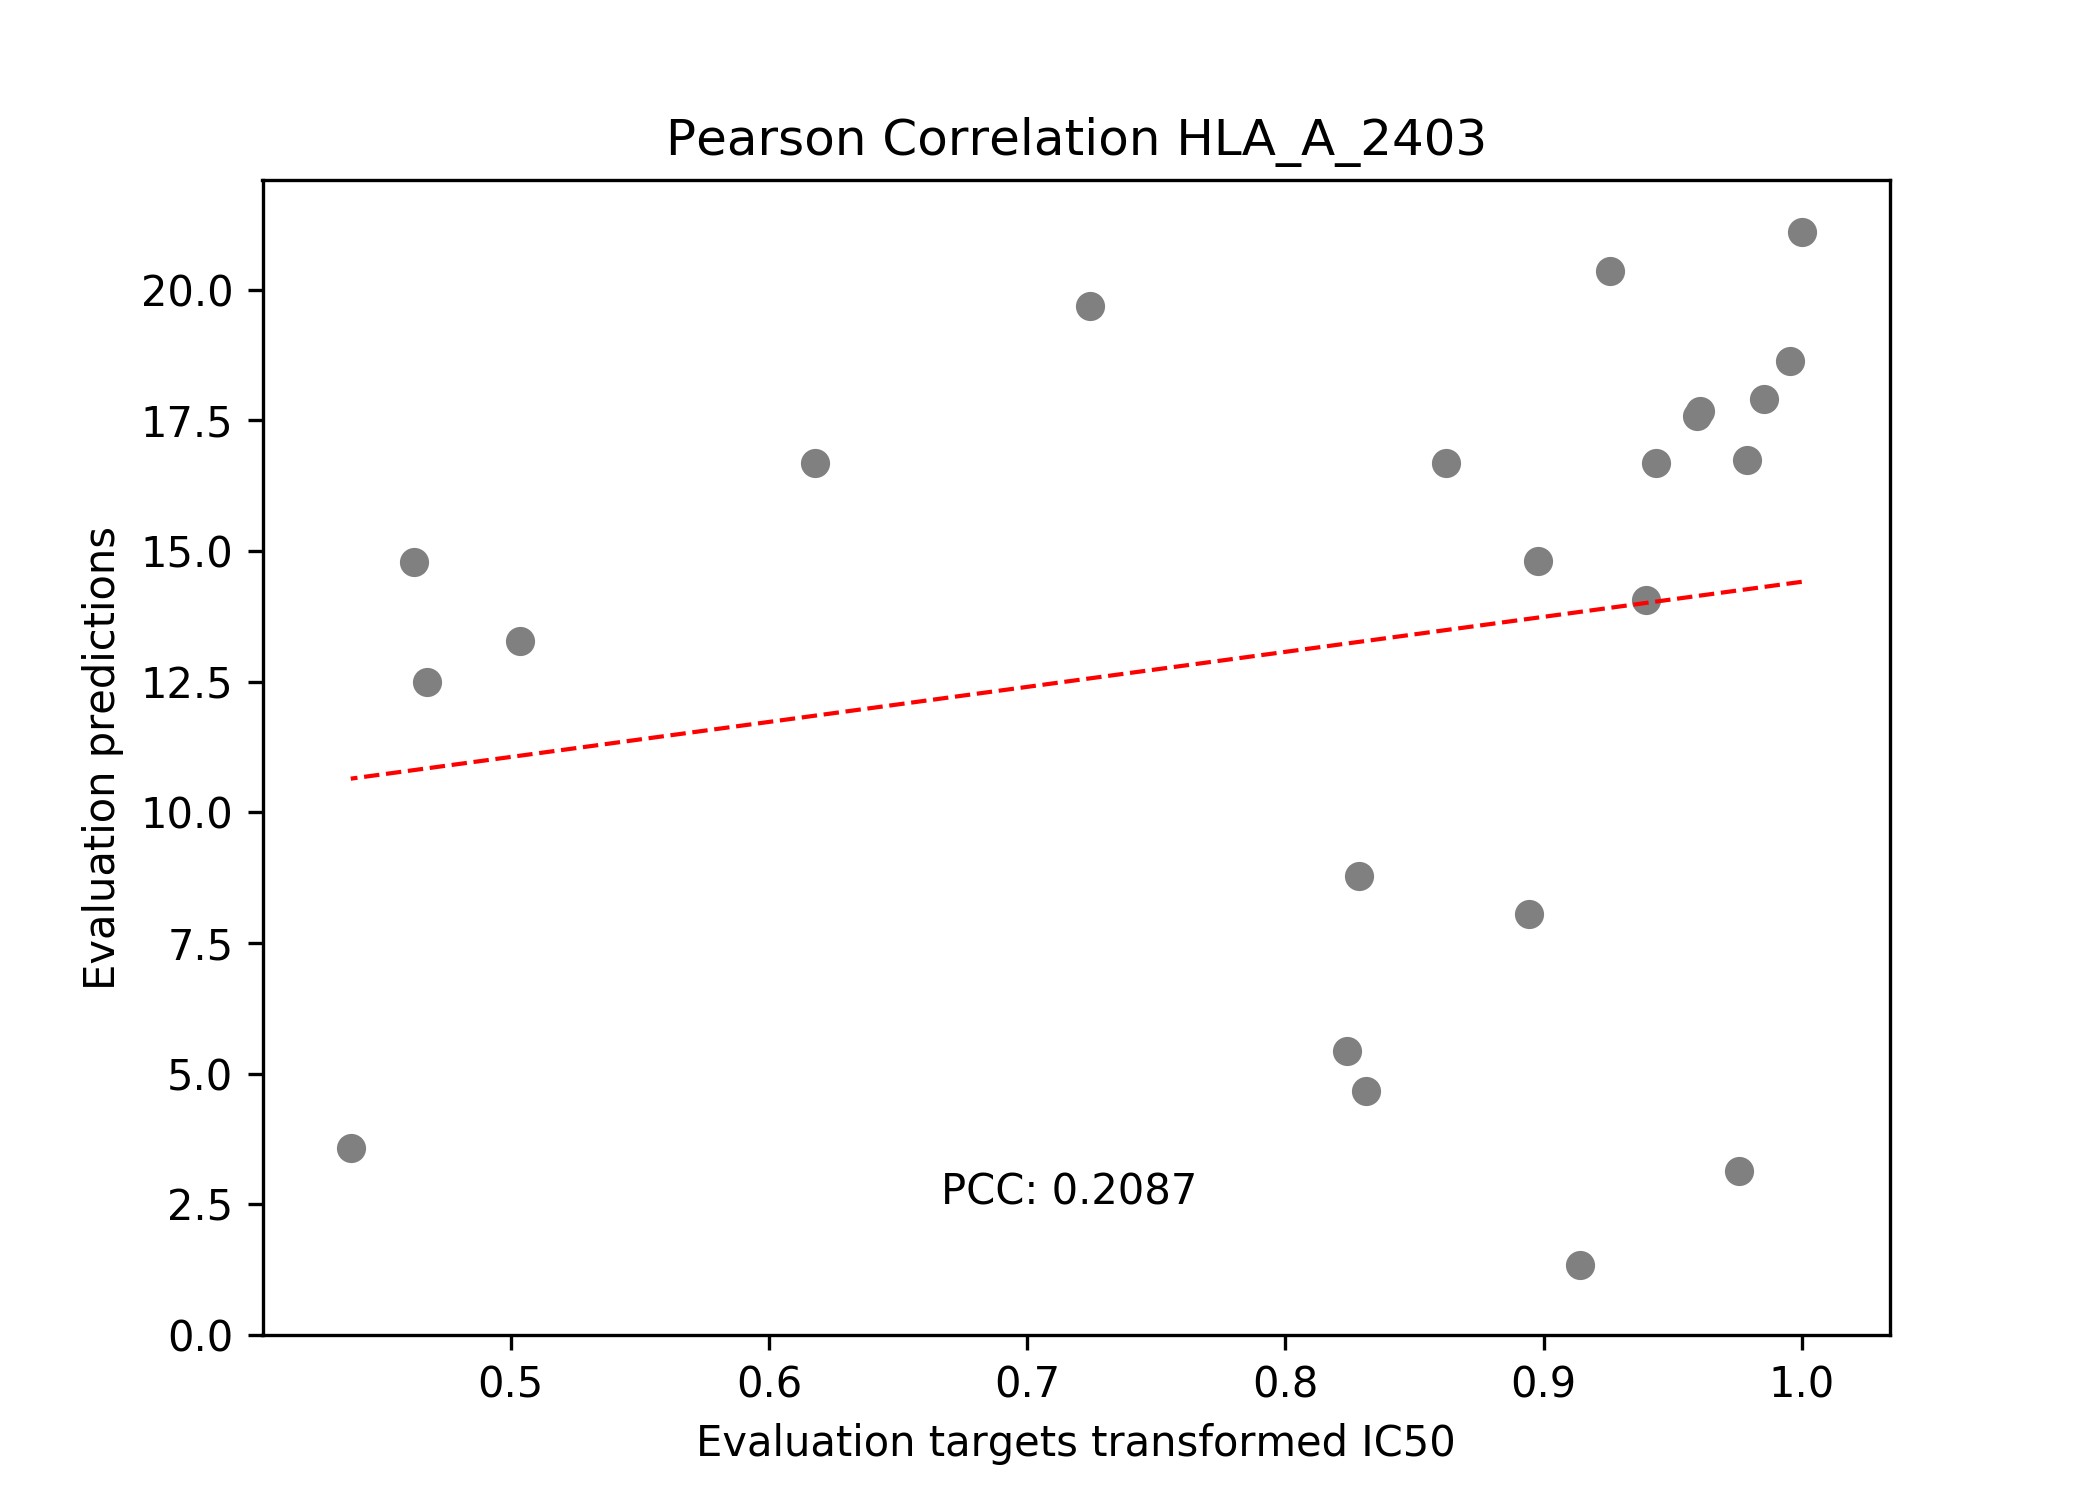 Pearson Correlation HLA_A_2403
Evaluation predictions
20.0
17.5
15.0
12.5
10.0
7.5
5.0
2.5
0.0
PCC: 0.2087
0.5 0.6 0.7 0.8 0.9 1.0
Evaluation targets transformed IC50